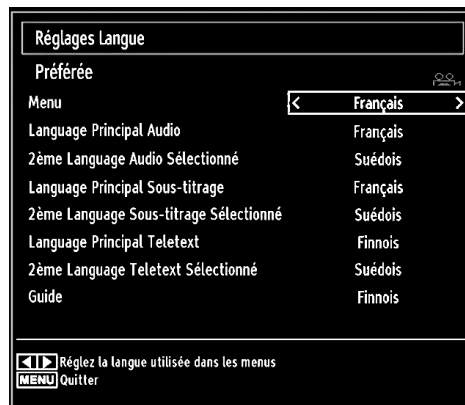 Réglages Langue
Préférée
Menu < Français >
Language Principal Audio Français
2ème Language Audio Sélectionné Suédois
Language Principal Sous-titrage Français
2ème Language Sous-titrage Sélectionné Suédois
Language Principal Teletext Finnois
2ème Language Teletext Sélectionné Suédois
Guide Finnois
Réglez la langue utilisée dans les menus
MENU Quitter